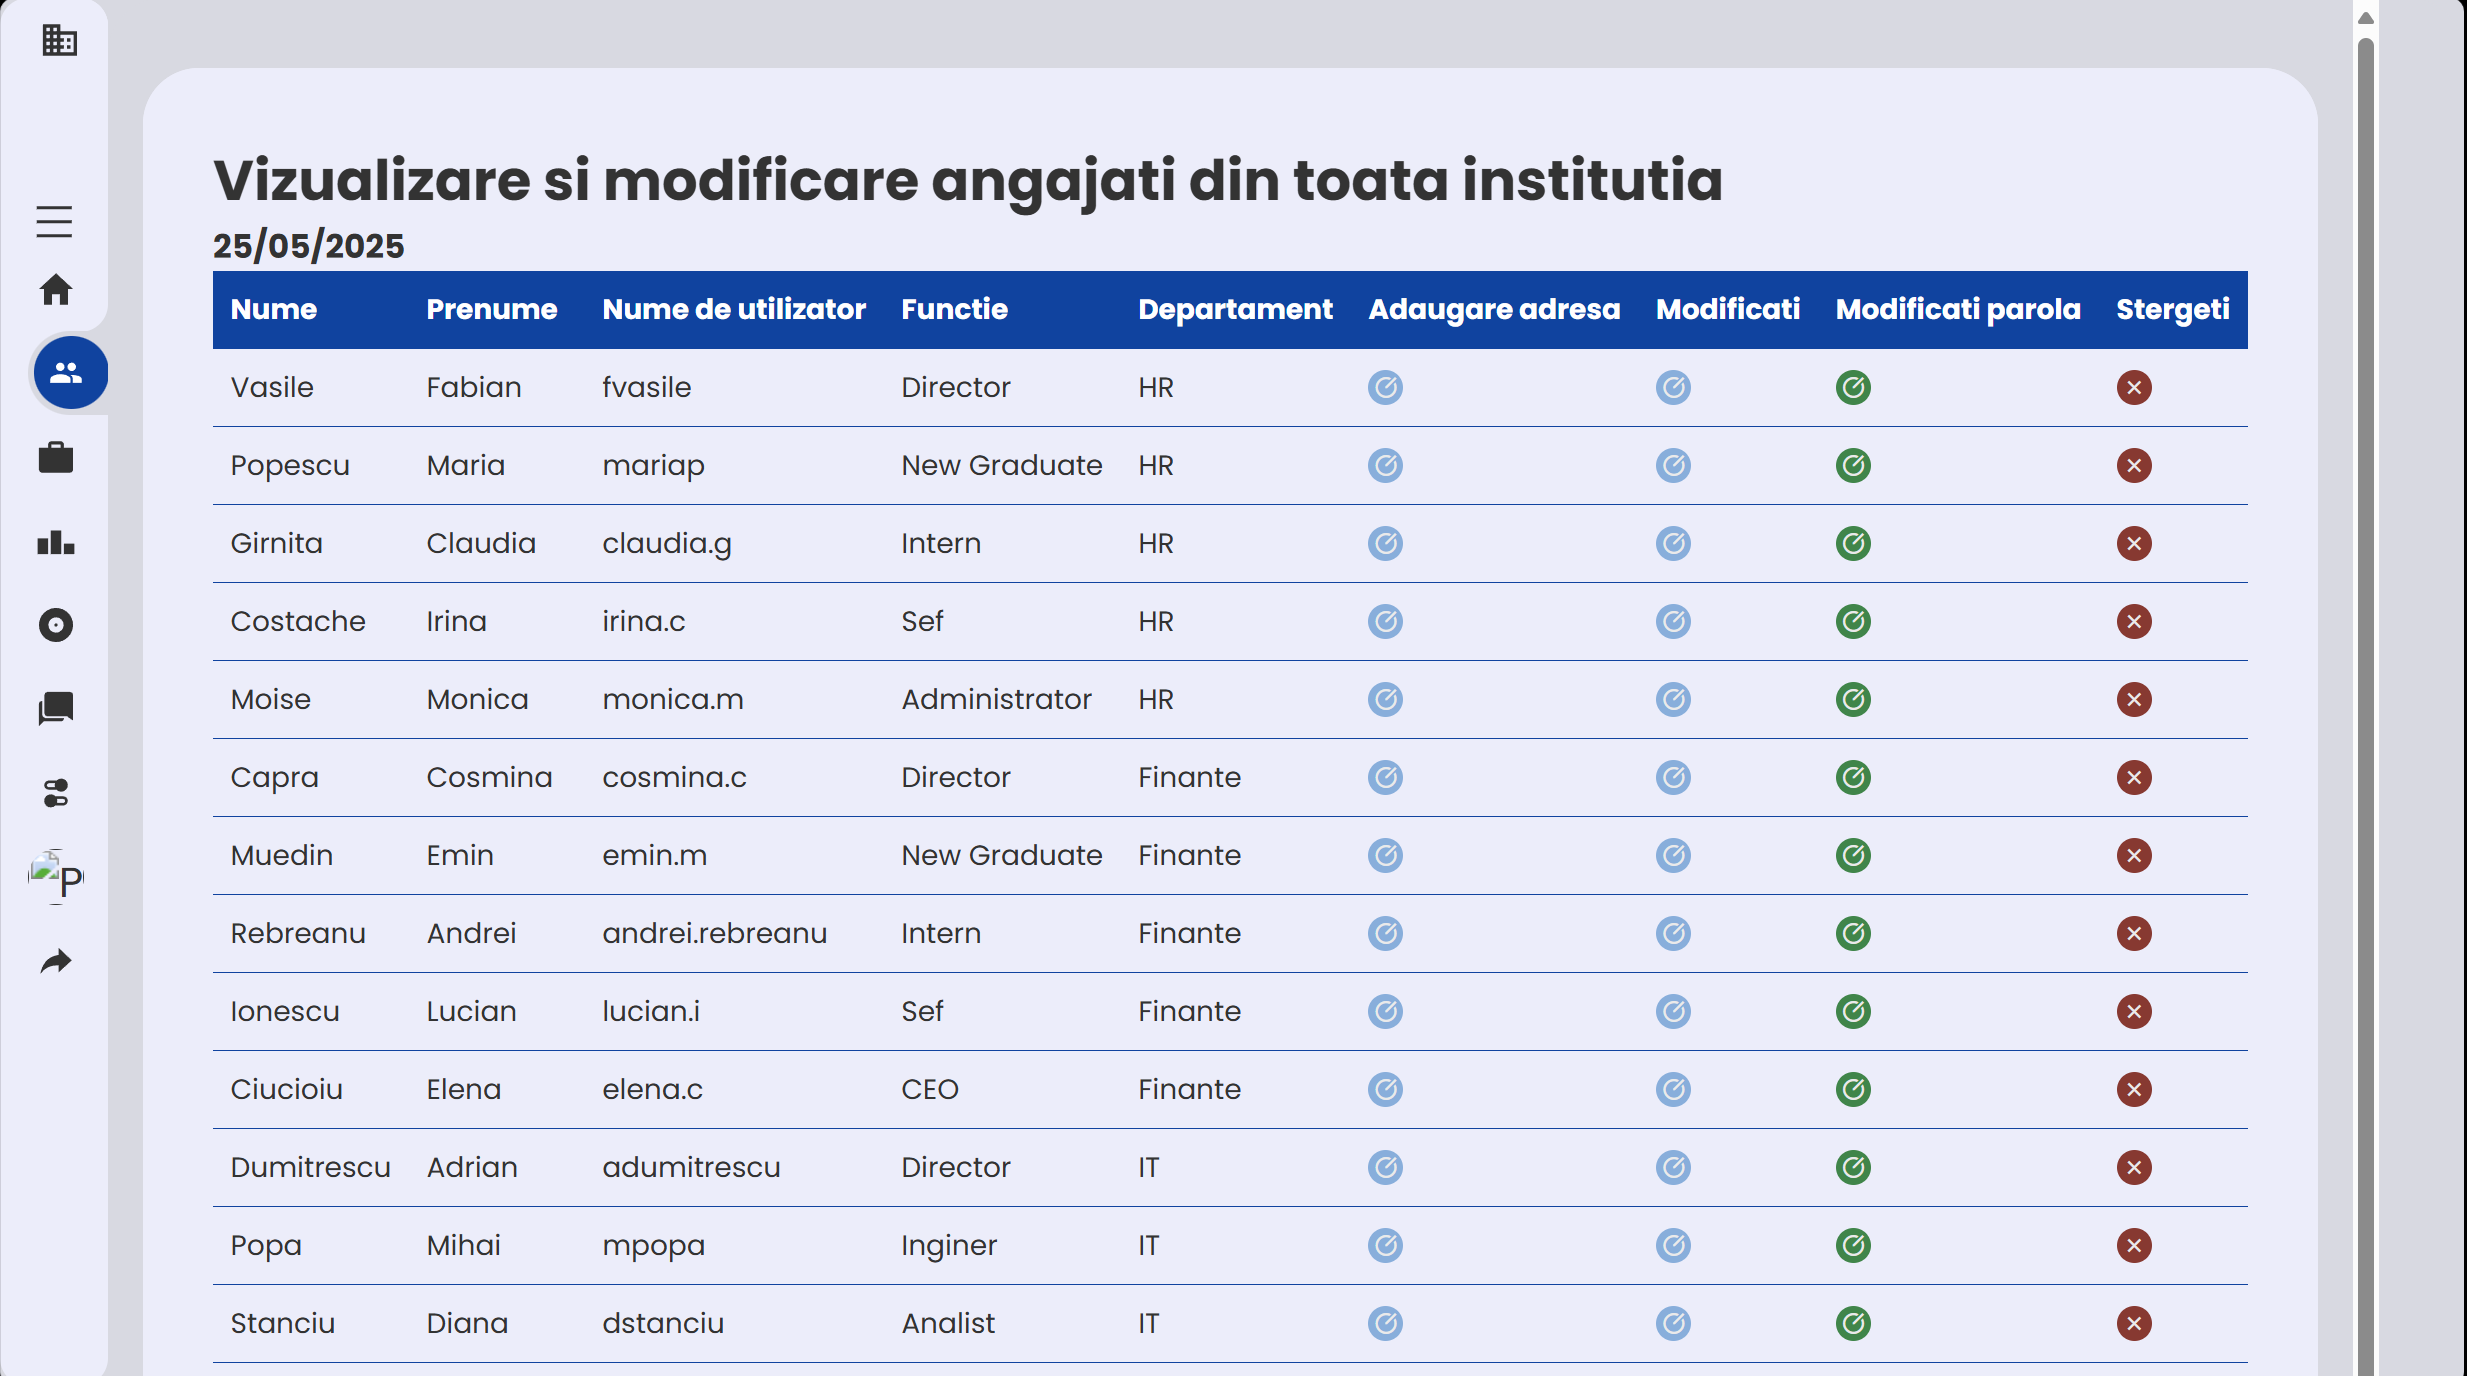 Vizualizare si modificare angajati din toata institutia
25/05/2025
Nume Prenume Nume de utilizator Functie Departament Adaugare adresa Modificati Modificati parola Stergeti
Vasile Fabian fvasile Director HR
Popescu Maria mariap New Graduate HR
Girnita Claudia claudia.g Intern HR
Costache Irina irina.c Sef HR
Moise Monica monica.m Administrator HR
Capra Cosmina cosmina.c Director Finante
Muedin Emin emin.m New Graduate Finante
P
Rebreanu Andrei andrei.rebreanu Intern Finante
Ionescu Lucian lucian.i Sef Finante
Ciucioiu Elena elena.c CEO Finante
Dumitrescu Adrian adumitrescu Director IT
Popa Mihai mpopa Inginer IT
Stanciu Diana dstanciu Analist IT